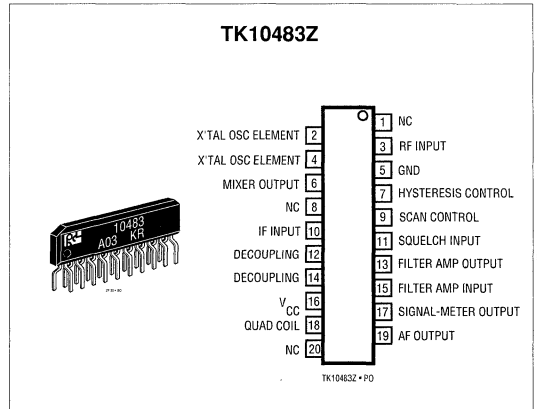 TK10483Z
X'TAL OSC ELEMENT 2
X'TAL OSC ELEMENT 4
MIXER OUTPUT 6
NC 8
IF INPUT 10
DECOUPLING 12
DECOUPLING 14
VCC 16
QUAD COIL 18
NC 20
1 NC
3 RF INPUT
5 GND
7 HYSTERESIS CONTROL
9 SCAN CONTROL
11 SQUELCH INPUT
13 FILTER AMP OUTPUT
15 FILTER AMP INPUT
17 SIGNAL-METER OUTPUT
19 AF OUTPUT
10483
A03 KR
TK10483Z • PO